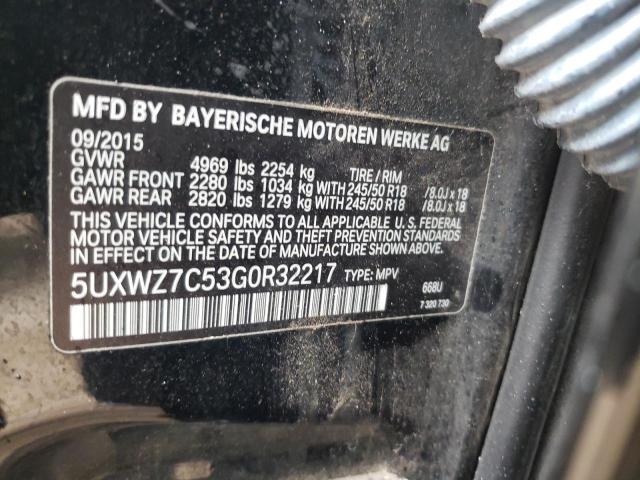 MFD BY BAYERISCHE MOTOREN WERKE AG
09/2015
GVWR 4969 lbs 2254 kg TIRE / RIM
GAWR FRONT 2280 lbs 1034 kg WITH 245/50 R18 /8.0J x 18
GAWR REAR 2820 lbs 1279 kg WITH 245/50 R18 /8.0J x 18
THIS VEHICLE CONFORMS TO ALL APPLICABLE U. S. FEDERAL
MOTOR VEHICLE SAFETY AND THEFT PREVENTION STANDARDS
IN EFFECT ON THE DATE OF MANUFACTURE SHOWN ABOVE.
5UXWZ7C53G0R32217 TYPE: MPV 668U
7 320 730